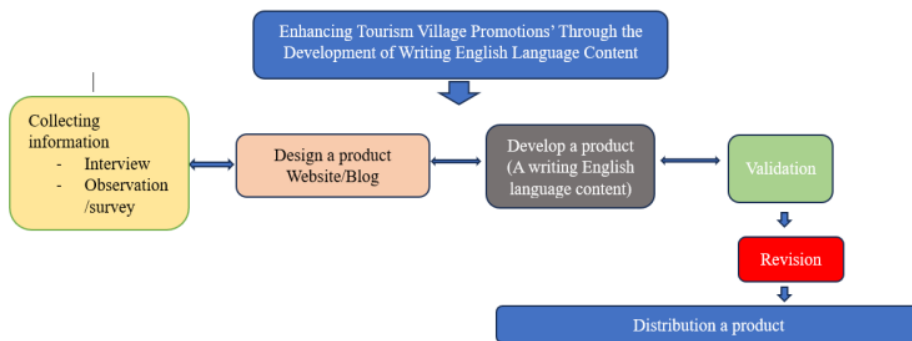 Enhancing Tourism Village Promotions’ Through the
Development of Writing English Language Content
Collecting
information
- Interview
- Observation
/survey
Design a product
Website/Blog
Develop a product
(A writing English
language content)
Validation
Revision
Distribution a product